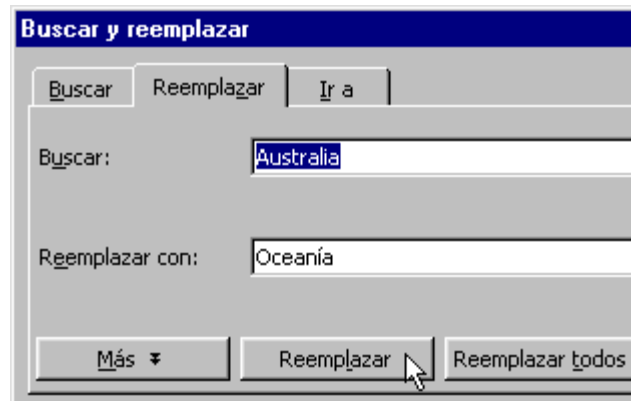 Buscar y reemplazar
Buscar Reemplazar Ir a
Buscar: Australia
Reemplazar con: Oceanía
Más Reemplazar Reemplazar todos